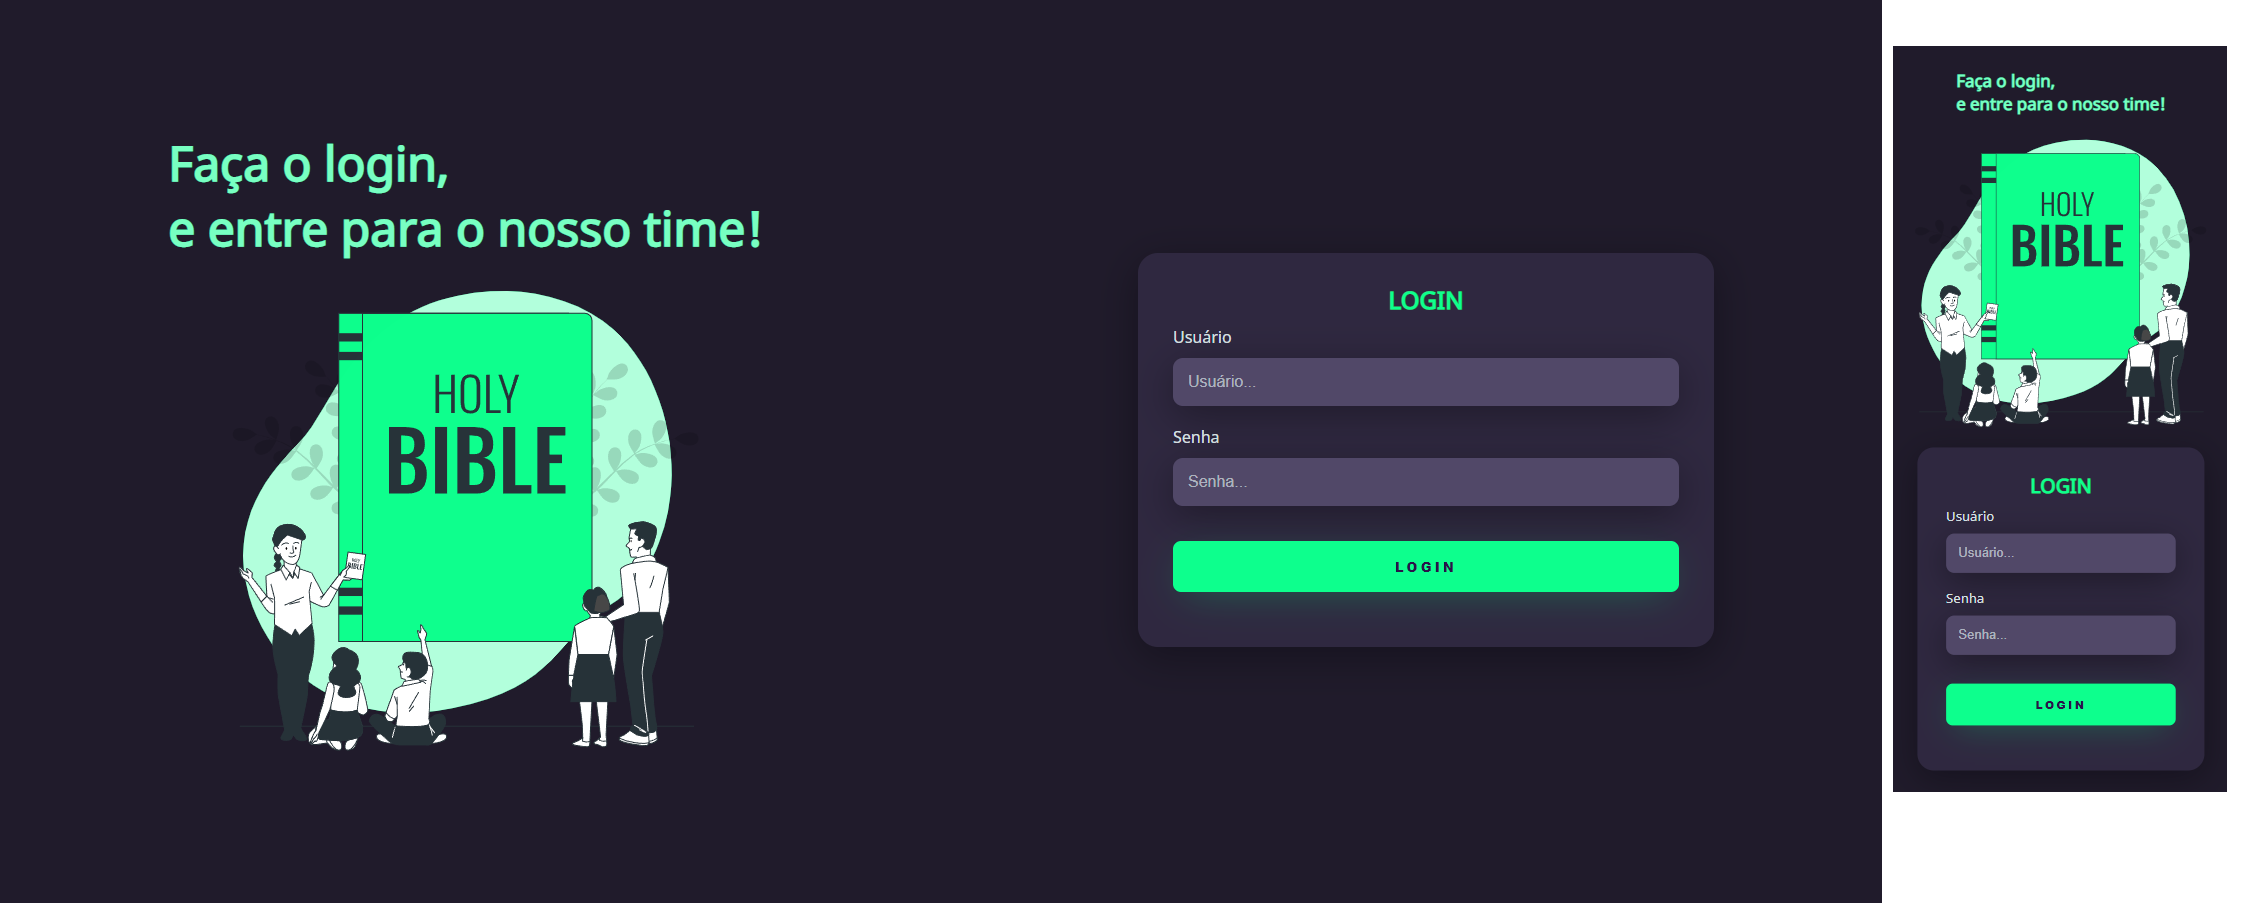 Faça o login,
e entre para o nosso time!
HOLY
BIBLE
BIBLE
LOGIN
Usuário
Usuário...
Senha
Senha...
LOGIN
Faça o login,
e entre para o nosso time!
HOLY
BIBLE
LOGIN
Usuário
Usuário...
Senha
Senha...
LOGIN